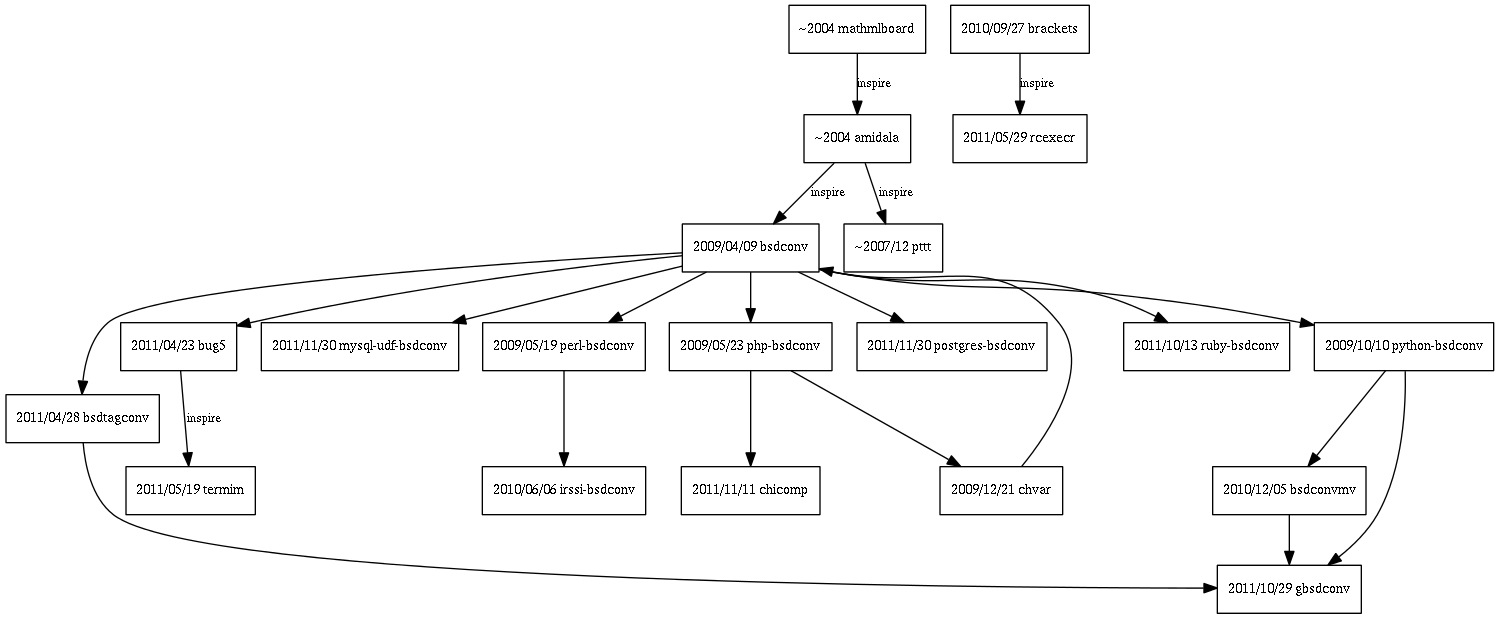 ~2004 mathmlboard
2010/09/27 brackets
inspire
inspire
~2004 amidala
2011/05/29 rcexecr
inspire
inspire
2009/04/09 bsdconv
~2007/12 pttt
2011/04/23 bug5
2011/11/30 mysql-udf-bsdconv
2009/05/19 perl-bsdconv
2009/05/23 php-bsdconv
2011/11/30 postgres-bsdconv
2011/10/13 ruby-bsdconv
2009/10/10 python-bsdconv
2011/04/28 bsdtagconv
inspire
2011/05/19 termim
2010/06/06 irssi-bsdconv
2011/11/11 chicomp
2009/12/21 chvar
2010/12/05 bsdconvmv
2011/10/29 gbsdconv